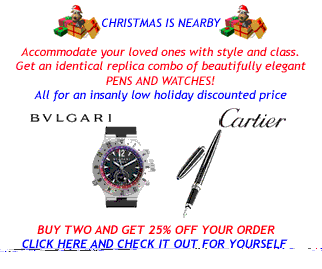 CHRISTMAS IS NEARBY
Accommodate your loved ones with style and class.
Get an identical replica combo of beautifully elegant
PENS AND WATCHES!
All for an insanly low holiday discounted price
BVLGARI
Cartier
BUY TWO AND GET 25% OFF YOUR ORDER
CLICK HERE AND CHECK IT OUT FOR YOURSELF